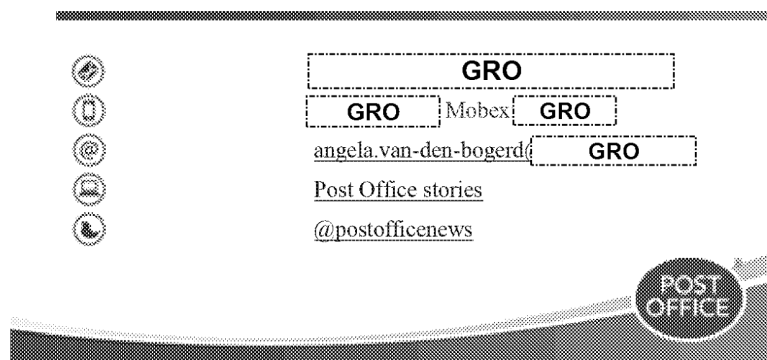 GRO
GRO Mobex GRO
angela.van-den-bogerd@ GRO
Post Office stories
@postofficenews
POST
OFFICE